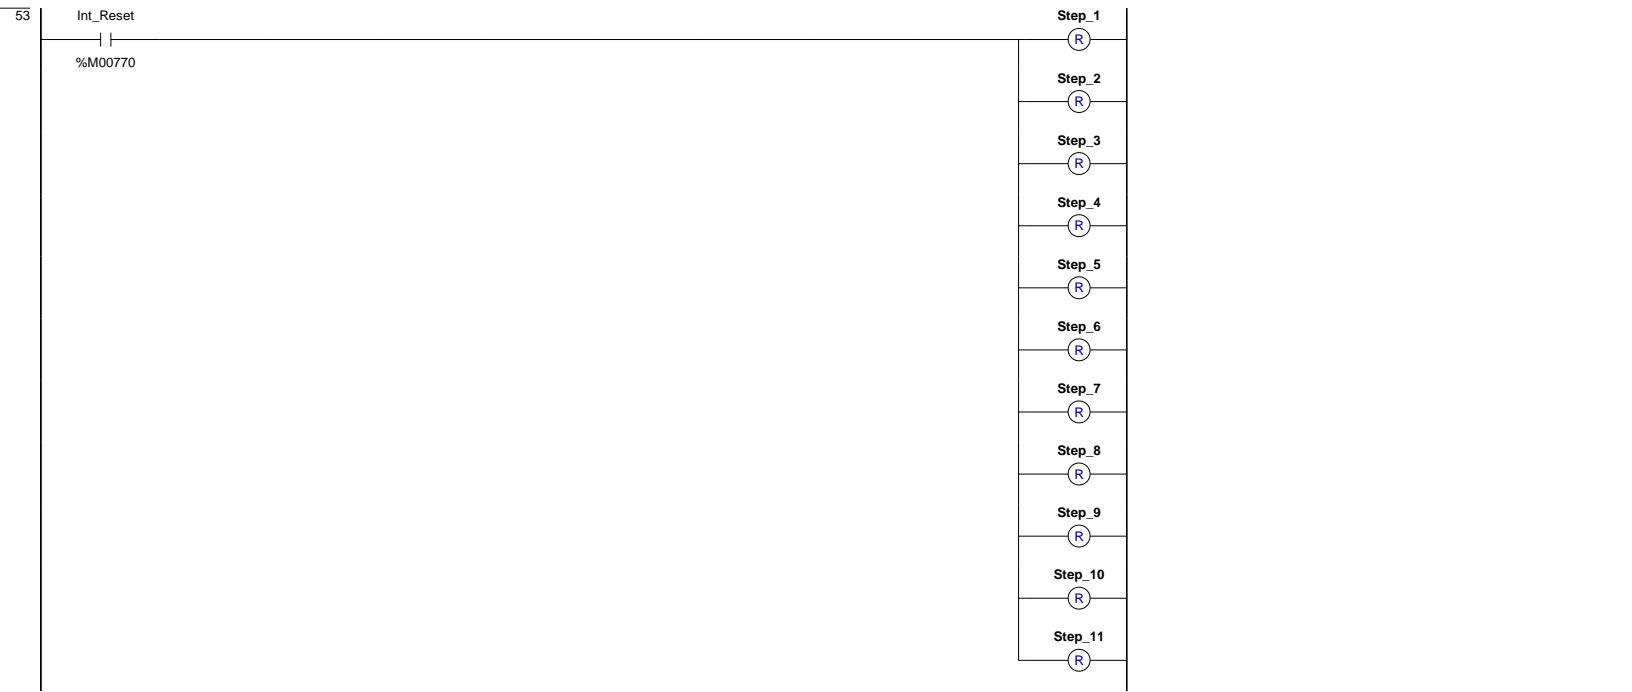 53
Int_Reset
Step_1
R
%M00770
Step_2
R
Step_3
R
Step_4
R
Step_5
R
Step_6
R
Step_7
R
Step_8
R
Step_9
R
Step_10
R
Step_11
R